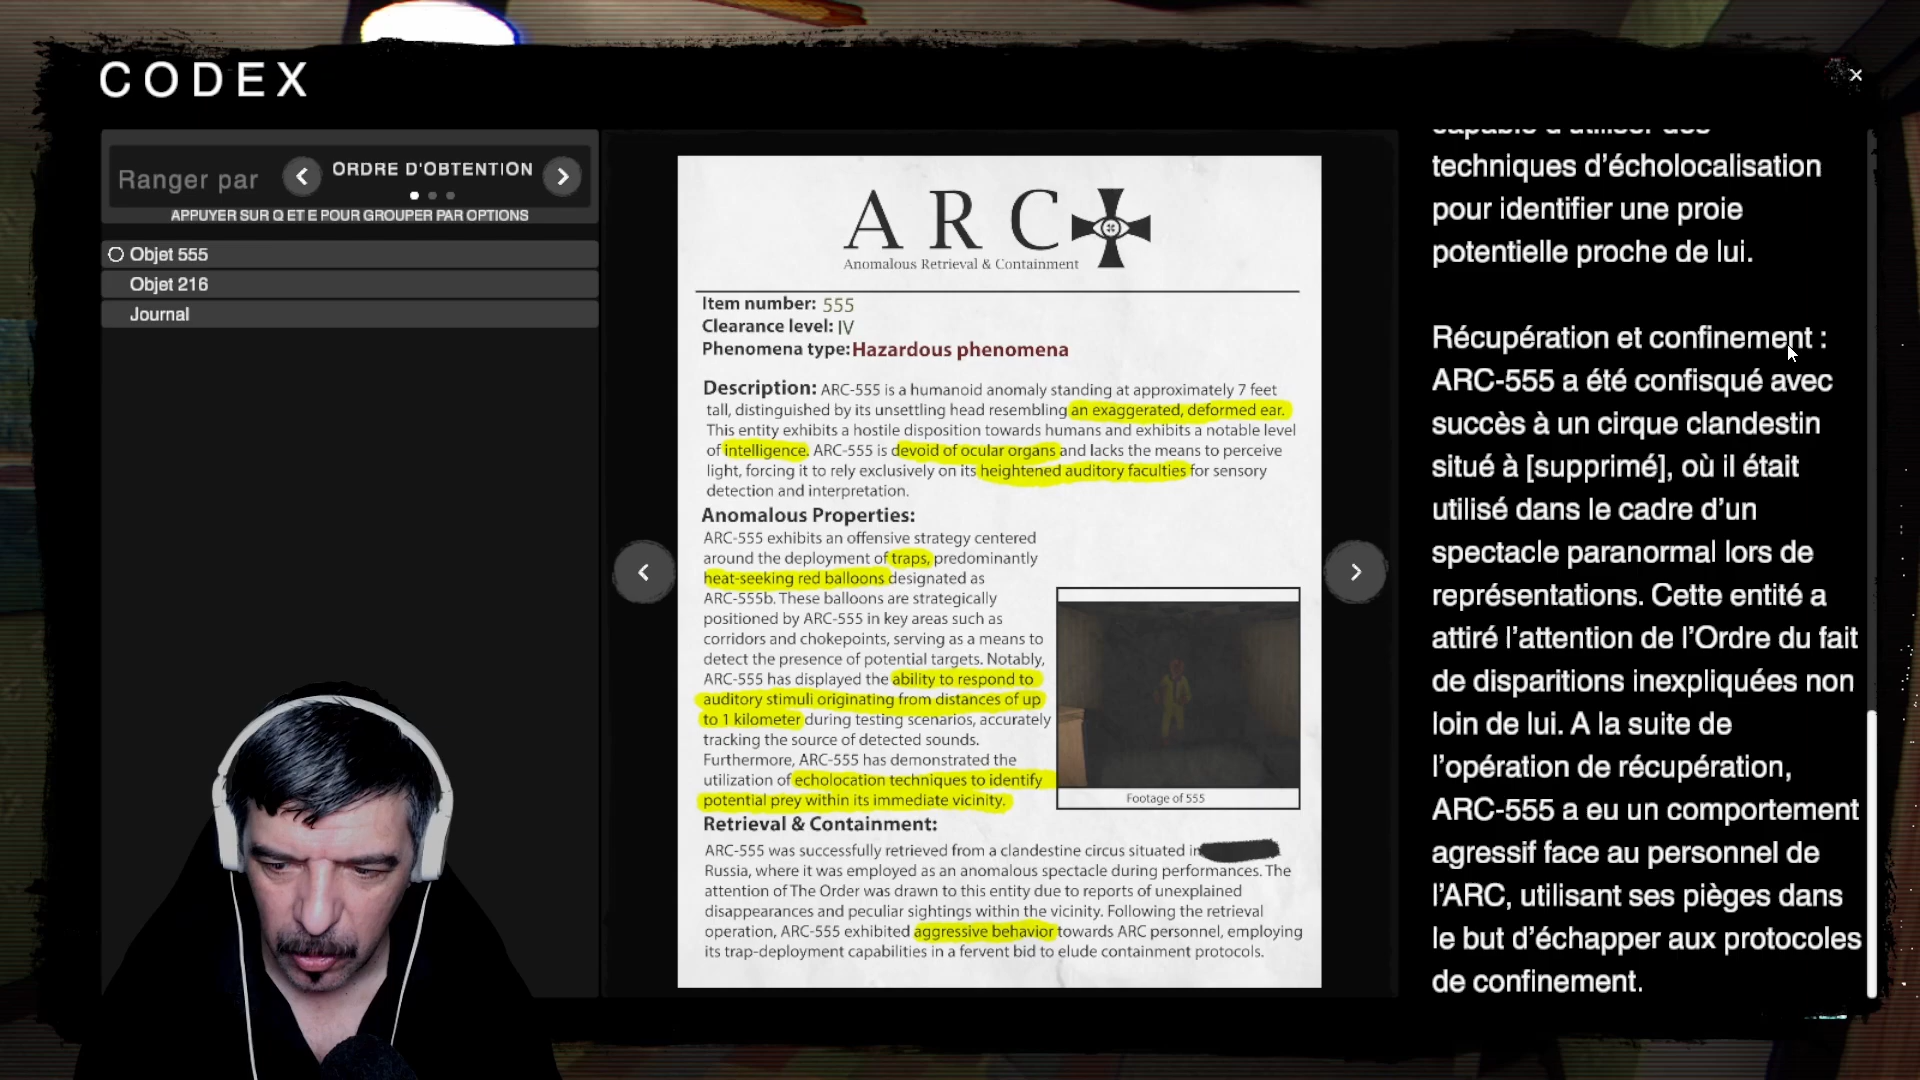 CODEX
Ranger par
ORDRE D'OBTENTION
APPUYER SUR Q ET E POUR GROUPER PAR OPTIONS
Objet 555
Objet 216
Journal
ARC
Anomalous Retrieval & Containment
Item number: 555
Clearance level: IV
Phenomena type: Hazardous phenomena
Description: ARC-555 is a humanoid anomaly standing at approximately 7 feet
tall, distinguished by its unsettling head resembling an exaggerated, deformed ear.
This entity exhibits a hostile disposition towards humans and exhibits a notable level
of intelligence. ARC-555 is devoid of ocular organs and lacks the means to perceive
light, forcing it to rely exclusively on its heightened auditory faculties for sensory
detection and interpretation.
Anomalous Properties:
ARC-555 exhibits an offensive strategy centered
around the deployment of traps, predominantly
heat-seeking red balloons designated as
ARC-555b. These balloons are strategically
positioned by ARC-555 in key areas such as
corridors and chokepoints, serving as a means to
detect the presence of potential targets. Notably,
ARC-555 has displayed the ability to respond to
auditory stimuli originating from distances of up
to 1 kilometer during testing scenarios, accurately
tracking the source of detected sounds.
Furthermore, ARC-555 has demonstrated the
utilization of echolocation techniques to identify
potential prey within its immediate vicinity.
Footage of 555
Retrieval & Containment:
ARC-555 was successfully retrieved from a clandestine circus situated in
Russia, where it was employed as an anomalous spectacle during performances. The
attention of The Order was drawn to this entity due to reports of unexplained
disappearances and peculiar sightings within the vicinity. Following the retrieval
operation, ARC-555 exhibited aggressive behavior towards ARC personnel, employing
its trap-deployment capabilities in a fervent bid to elude containment protocols.
capable d'utiliser des
techniques d'écholocalisation
pour identifier une proie
potentielle proche de lui.
Récupération et confinement :
ARC-555 a été confisqué avec
succès à un cirque clandestin
situé à [supprimé], où il était
utilisé dans le cadre d'un
spectacle paranormal lors de
représentations. Cette entité a
attiré l'attention de l'Ordre du fait
de disparitions inexpliquées non
loin de lui. A la suite de
l'opération de récupération,
ARC-555 a eu un comportement
agressif face au personnel de
l'ARC, utilisant ses pièges dans
le but d'échapper aux protocoles
de confinement.